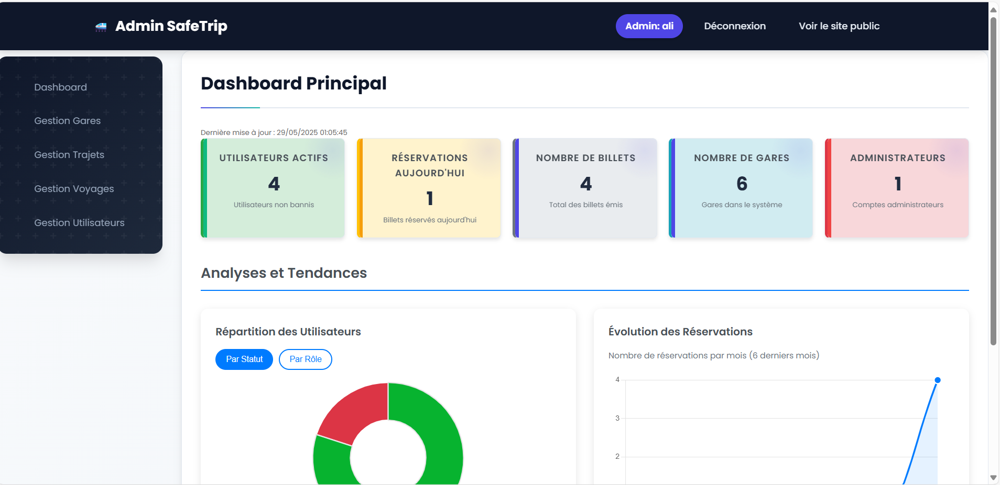 Admin SafeTrip
Admin: ali
Déconnexion
Voir le site public
Dashboard
Gestion Gares
Gestion Trajets
Gestion Voyages
Gestion Utilisateurs
Dashboard Principal
Dernière mise à jour : 29/05/2025 01:05:45
UTILISATEURS ACTIFS
4
Utilisateurs non bannis
RÉSERVATIONS
AUJOURD'HUI
1
Billets réservés aujourd'hui
NOMBRE DE BILLETS
4
Total des billets émis
NOMBRE DE GARES
6
Gares dans le système
ADMINISTRATEURS
1
Comptes administrateurs
Analyses et Tendances
Répartition des Utilisateurs
Par Statut
Par Rôle
Évolution des Réservations
Nombre de réservations par mois (6 derniers mois)
4
3
2